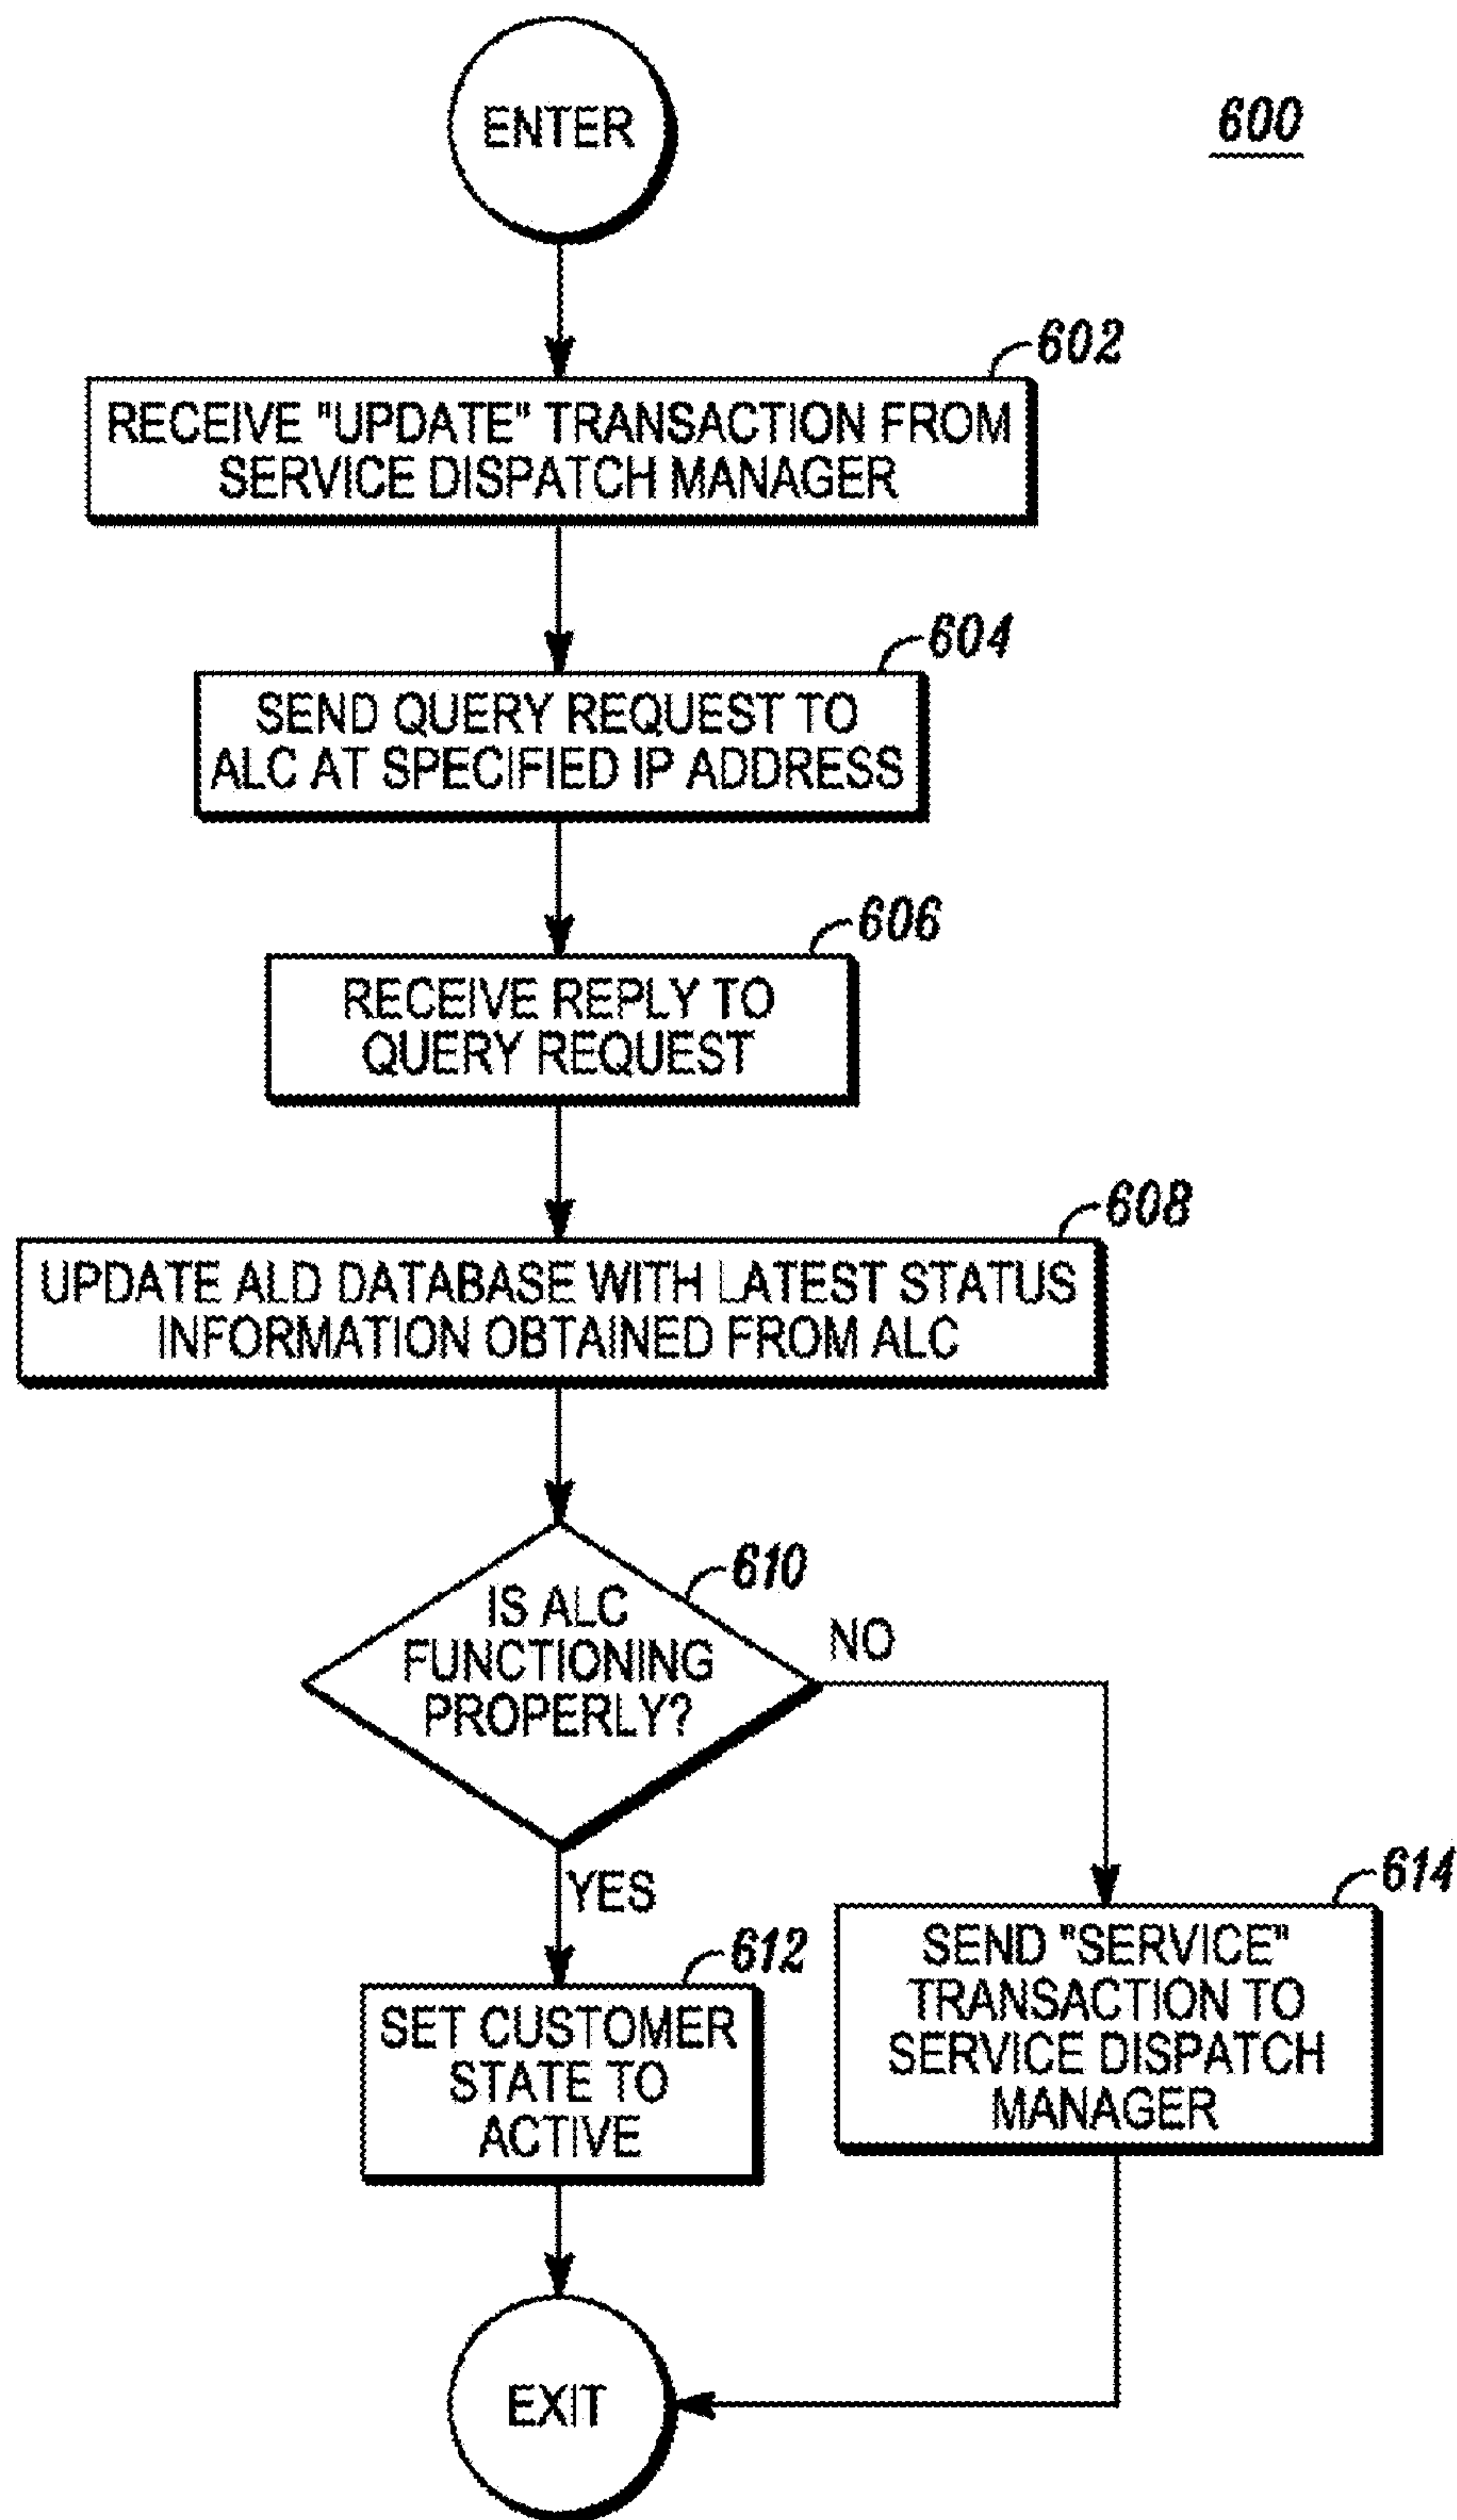 ENTER
600
602
RECEIVE "UPDATE" TRANSACTION FROM
SERVICE DISPATCH MANAGER
604
SEND QUERY REQUEST TO
ALC AT SPECIFIED IP ADDRESS
606
RECEIVE REPLY TO
QUERY REQUEST
608
UPDATE ALD DATABASE WITH LATEST STATUS
INFORMATION OBTAINED FROM ALC
610
IS ALC
FUNCTIONING
PROPERLY?
NO
YES
612
SET CUSTOMER
STATE TO
ACTIVE
614
SEND "SERVICE"
TRANSACTION TO
SERVICE DISPATCH
MANAGER
EXIT